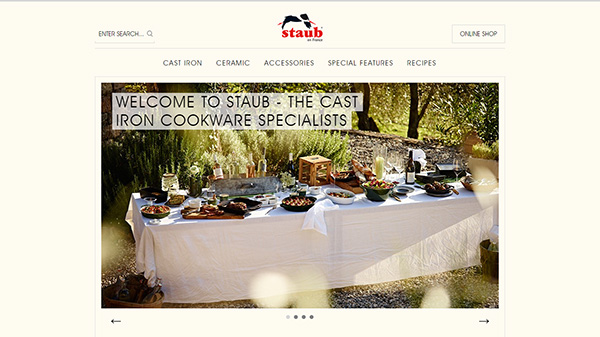 ENTER SEARCH...
staub
en France
ONLINE SHOP
CAST IRON CERAMIC ACCESSORIES SPECIAL FEATURES RECIPES
WELCOME TO STAUB - THE CAST
IRON COOKWARE SPECIALISTS